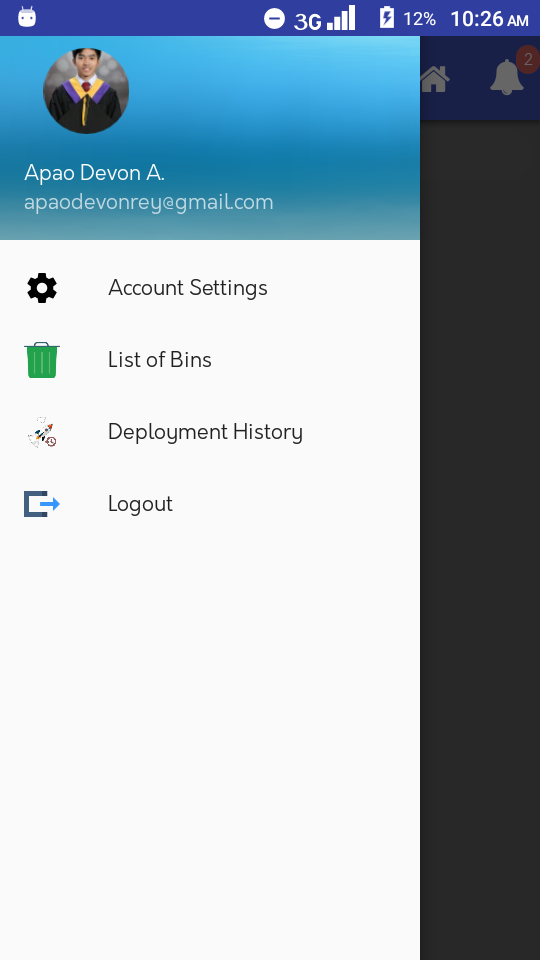 3G 12% 10:26 AM
2
Apao Devon A.
apaodevonrey@gmail.com
Account Settings
List of Bins
Deployment History
Logout